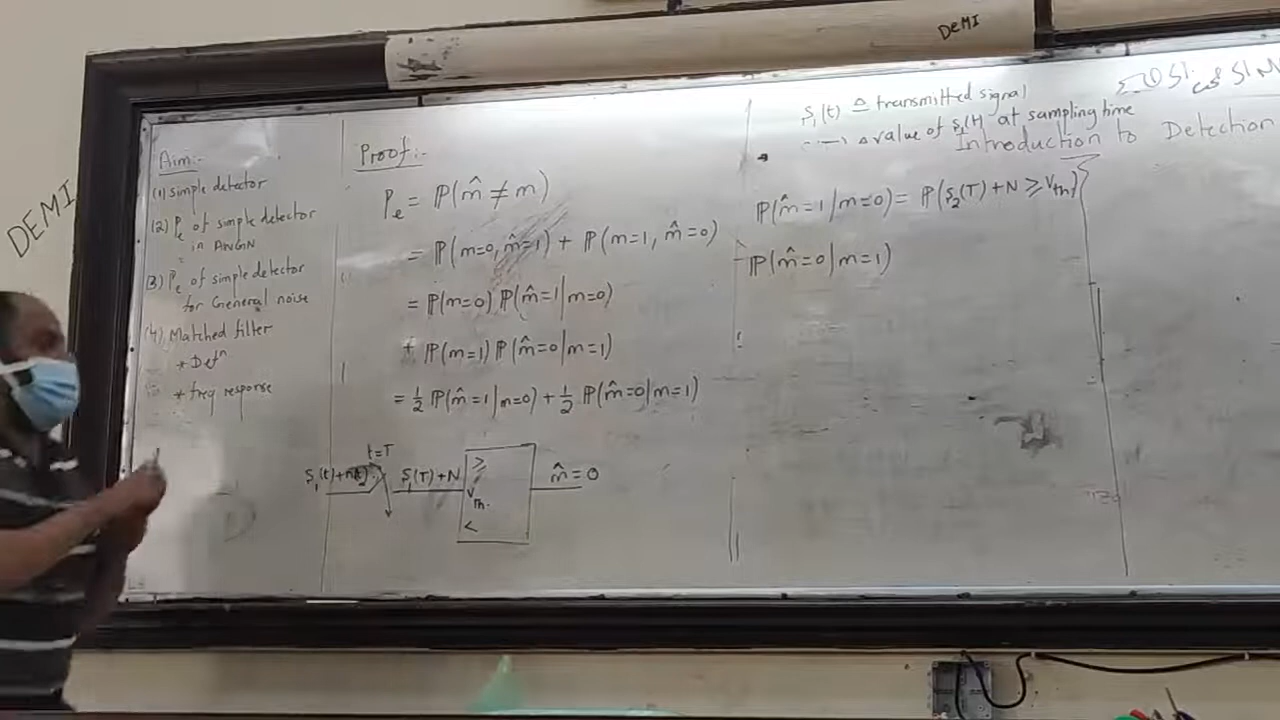 DEMI
DEMI
Aim:-
(1) simple detector
(2) Pe of simple detector
in AWGN
(3) Pe of simple detector
for General noise
(4) Matched filter
* Defⁿ
* freq response
Proof:-
Pe = ℙ(m̂ ≠ m)
= ℙ(m=0, m̂=1) + ℙ(m=1, m̂=0)
= ℙ(m=0) ℙ(m̂=1|m=0)
+ ℙ(m=1) ℙ(m̂=0|m=1)
= ½ ℙ(m̂=1|m=0) + ½ ℙ(m̂=0|m=1)
t=T
S₁(t)+n(t)
S₁(T)+N
≥
Vth.
<
m̂=0
S₁(t) ≜ transmitted signal
value of S₁(t) at sampling time
Introduction to Detection
ℙ(m̂=1|m=0) = ℙ(S₂(T)+N ≥ Vth)
ℙ(m̂=0|m=1)